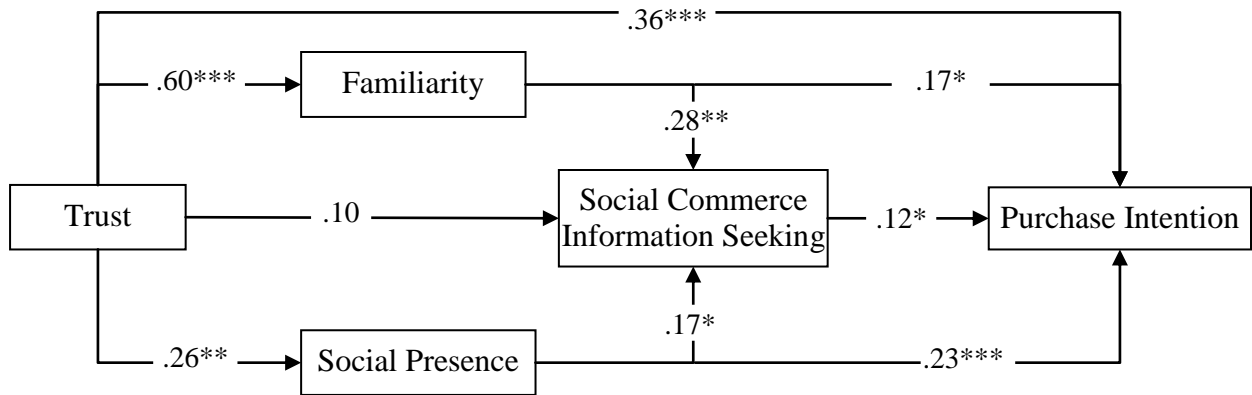 .36***
.60***
Familiarity
.17*
.28**
Trust
.10
Social Commerce
Information Seeking
.12*
Purchase Intention
.17*
.26**
Social Presence
.23***